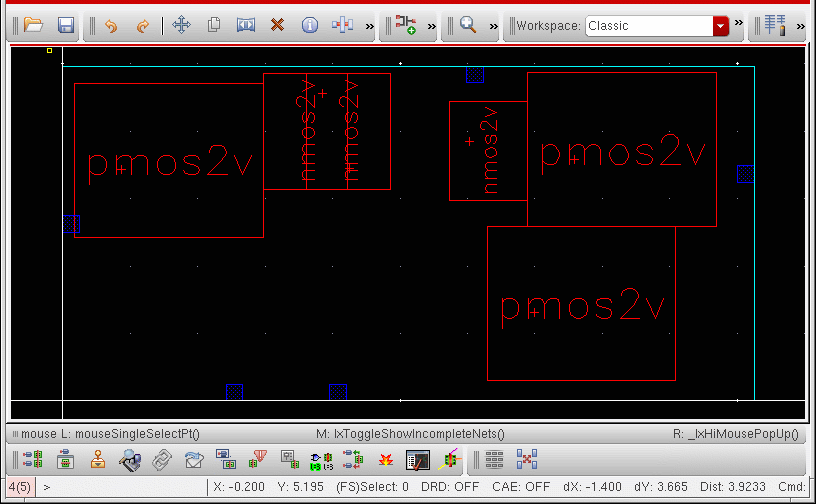 » » » Workspace: Classic » »
nmos2v nmos2v nmos2v
pmos2v pmos2v
pmos2v
mouse L: mouseSingleSelectPt() M: lxToggleShowIncompleteNets() R: _lxHiMousePopUp()
4(5) > X: -0.200 Y: 5.195 (FS)Select: 0 DRD: OFF CAE: OFF dX: -1.400 dY: 3.665 Dist: 3.9233 Cmd: